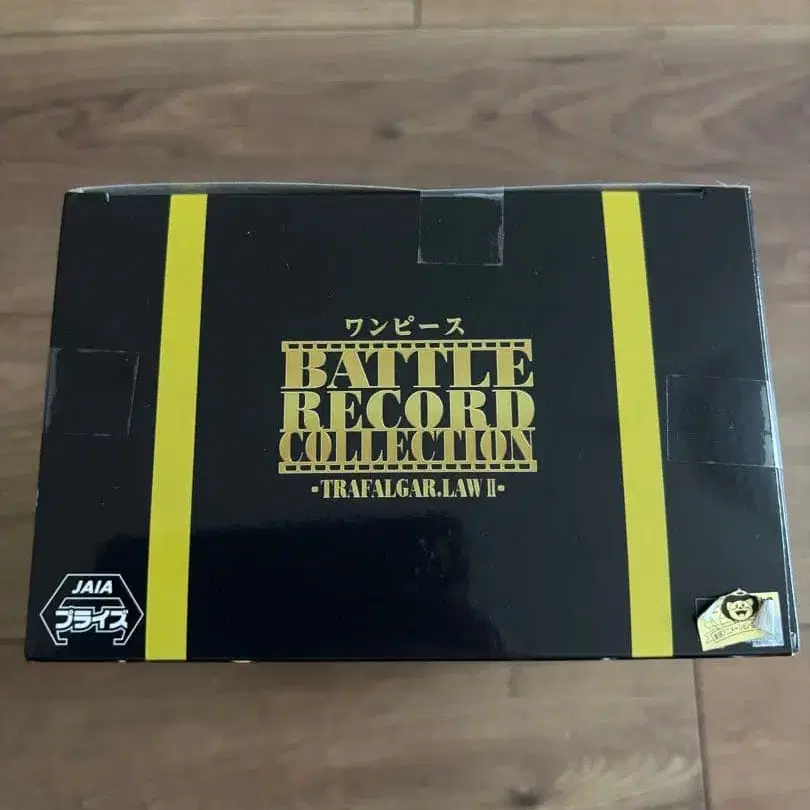 ワンピース
BATTLE
RECORD
COLLECTION
-TRAFALGAR.LAW II-
JAIA
プライズ